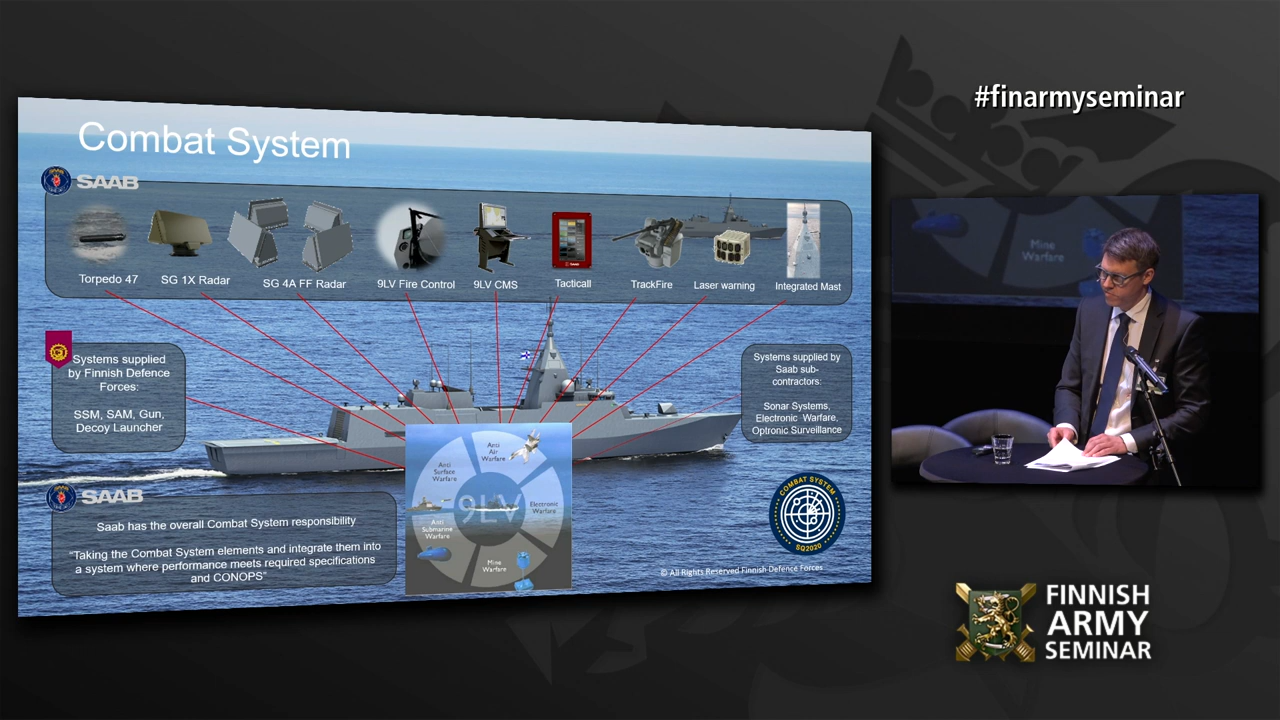 #finarmyseminar
Combat System
SAAB
Torpedo 47
SG 1X Radar
SG 4A FF Radar
9LV Fire Control
9LV CMS
Tacticall
TrackFire
Laser warning
Integrated Mast
Systems supplied
by Finnish Defence
Forces:
SSM, SAM, Gun,
Decoy Launcher
Systems supplied by
Saab sub-
contractors:
Sonar Systems,
Electronic Warfare,
Optronic Surveillance
SAAB
Saab has the overall Combat System responsibility
"Taking the Combat System elements and integrate them into
a system where performance meets required specifications
and CONOPS"
Anti
Air
Warfare
Anti
Surface
Warfare
9LV
Electronic
Warfare
Anti
Submarine
Warfare
Mine
Warfare
COMBAT SYSTEM
SQ2020
© All Rights Reserved Finnish Defence Forces
Mine
Warfare
FINNISH
ARMY
SEMINAR